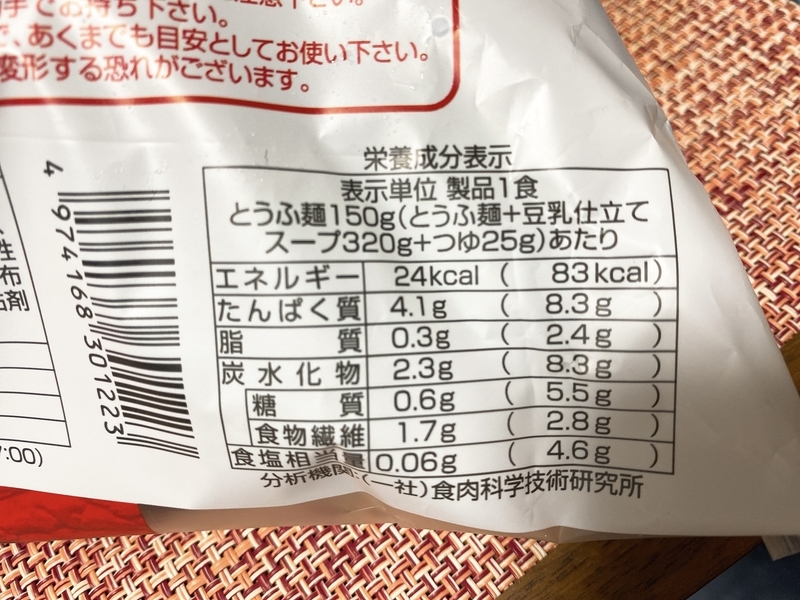 手でお持ち下さい。
で、あくまでも目安としてお使い下さい。
変形する恐れがございます。
栄養成分表示
表示単位 製品1食
とうふ麺150g(とうふ麺+豆乳仕立て
スープ320g+つゆ25g)あたり
エネルギー 24kcal ( 83kcal)
たんぱく質 4.1g ( 8.3g )
脂質 0.3g ( 2.4g )
炭水化物 2.3g ( 8.3g )
糖質 0.6g ( 5.5g )
食物繊維 1.7g ( 2.8g )
食塩相当量 0.06g ( 4.6g )
分析機関:(一社)食肉科学技術研究所
4 974168 301223
性
布
占剤
7:00)